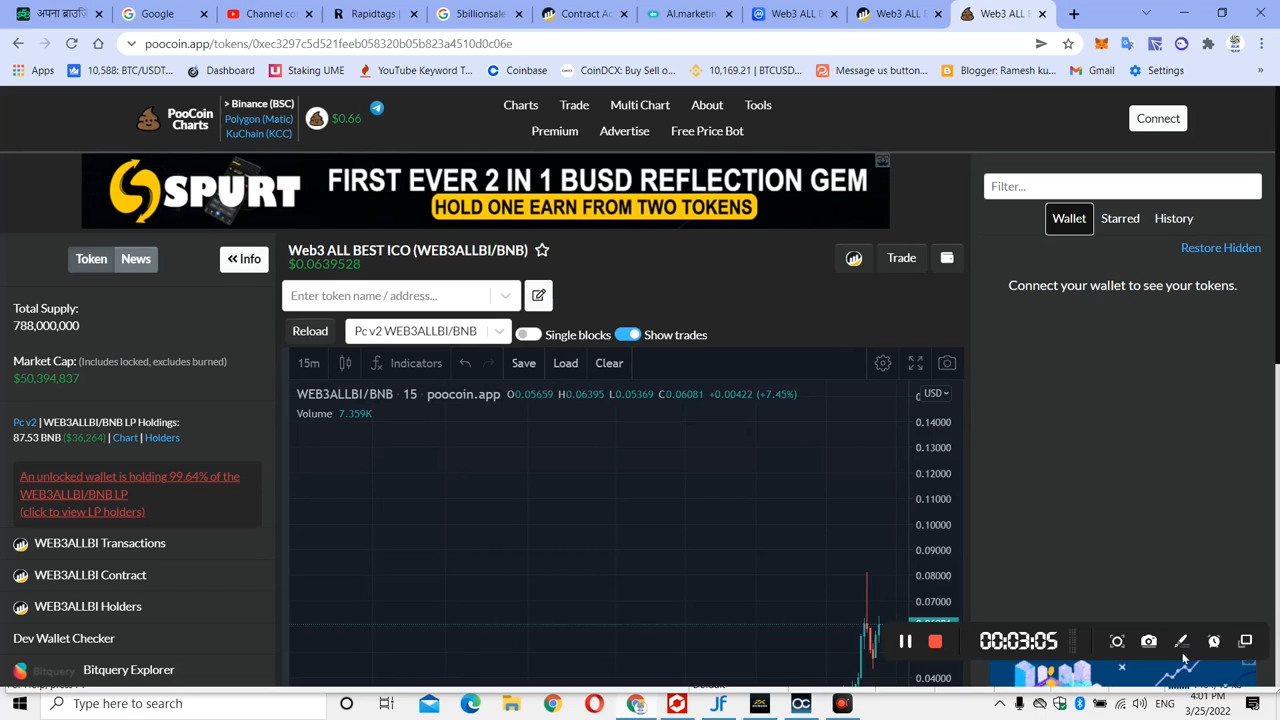 अपना मार्केट
Google
Channel co
Rapidtags
5billionsale
Contract Ad
Ai.marketin
Web3 ALL B
Web3 ALL B
Web3 ALL B
poocoin.app/tokens/0xec3297c5d521feeb058320b05b823a4510d0c06e
Apps
10,588: BTC/USDT...
Dashboard
Staking UME
YouTube Keyword T...
Coinbase
CoinDCX: Buy sel o...
10,169.21 | BTCUSD...
Message us button...
Blogger: Ramesh ku...
Gmail
Settings
PooCoin
Charts
> Binance (BSC)
Polygon (Matic)
KuChain (KCC)
$0.66
Charts
Trade
Multi Chart
About
Tools
Premium
Advertise
Free Price Bot
Connect
SPURT
FIRST EVER 2 IN 1 BUSD REFLECTION GEM
HOLD ONE EARN FROM TWO TOKENS
Filter...
Wallet
Starred
History
Restore Hidden
Connect your wallet to see your tokens.
Token
News
Info
Web3 ALL BEST ICO (WEB3ALLBI/BNB)
$0.0639528
Trade
Enter token name / address...
Reload
Pc v2 WEB3ALLBI/BNB
Single blocks
Show trades
Total Supply:
788,000,000
Market Cap: (Includes locked, excludes burned)
$50,394,837
Pc v2 | WEB3ALLBI/BNB LP Holdings:
87.53 BNB ($36,264) | Chart | Holders
An unlocked wallet is holding 99.64% of the
WEB3ALLBI/BNB LP
(click to view LP holders)
WEB3ALLBI Transactions
WEB3ALLBI Contract
WEB3ALLBI Holders
Dev Wallet Checker
Bitquery
Bitquery Explorer
15m
Indicators
Save
Load
Clear
WEB3ALLBI/BNB · 15 · poocoin.app O0.05659 H0.06395 L0.05369 C0.06081 +0.00422 (+7.45%)
Volume 7.359K
USD
0.14000
0.13000
0.12000
0.11000
0.10000
0.09000
0.08000
0.07000
0.04000
00:03:05
Type here to search
ENG
4:01 PM
3/25/2022